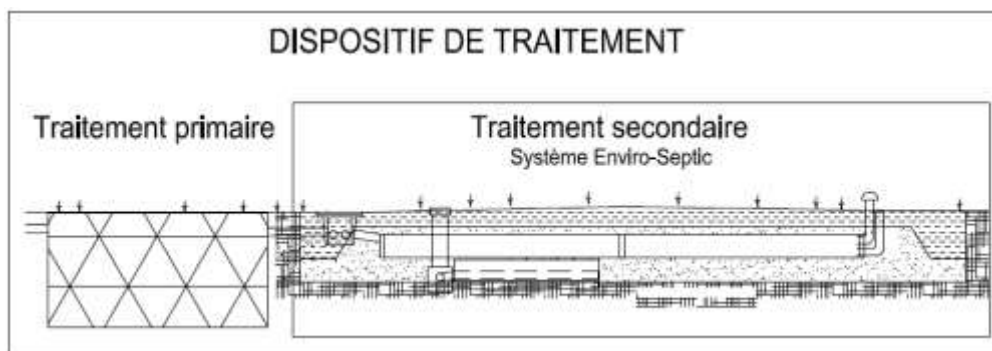 DISPOSITIF DE TRAITEMENT
Traitement primaire
Traitement secondaire
Système Enviro-Septic